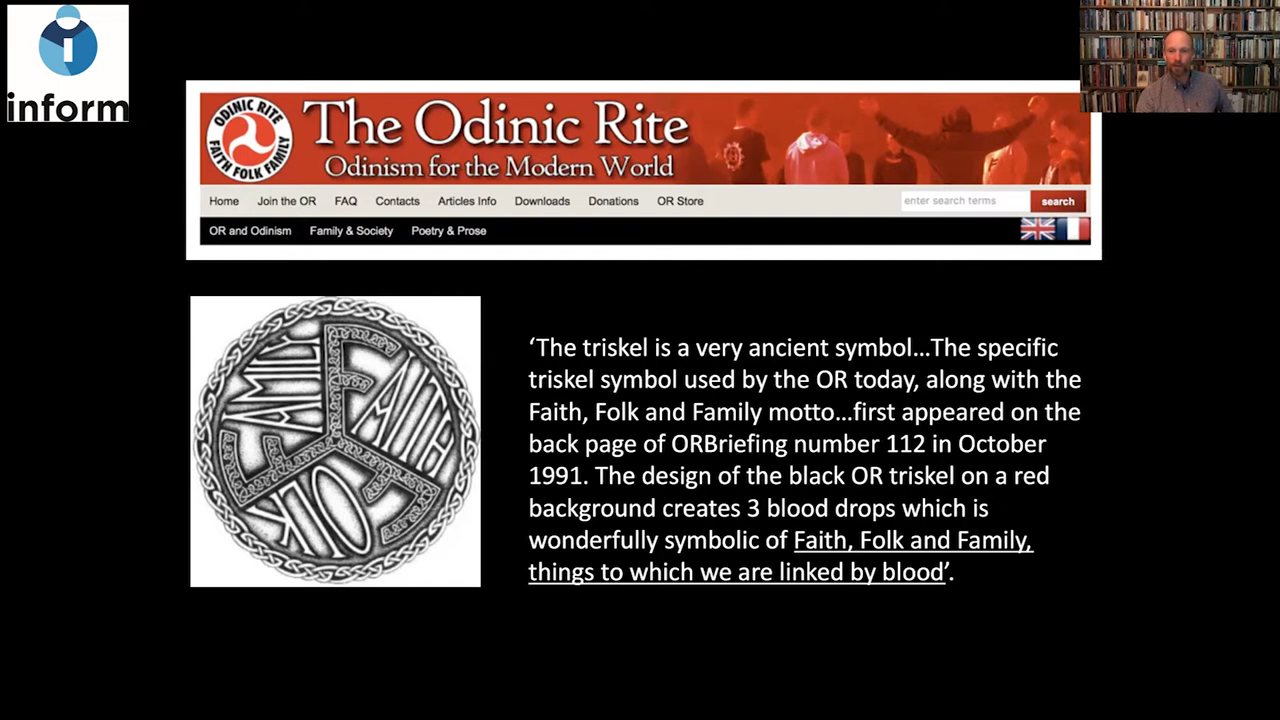 inform
ODINIC RITE
FAITH FOLK FAMILY
The Odinic Rite
Odinism for the Modern World
Home Join the OR FAQ Contacts Articles Info Downloads Donations OR Store
enter search terms search
OR and Odinism Family & Society Poetry & Prose
FAMILY
FAITH
FOLK
‘The triskel is a very ancient symbol…The specific
triskel symbol used by the OR today, along with the
Faith, Folk and Family motto…first appeared on the
back page of ORBriefing number 112 in October
1991. The design of the black OR triskel on a red
background creates 3 blood drops which is
wonderfully symbolic of Faith, Folk and Family,
things to which we are linked by blood’.